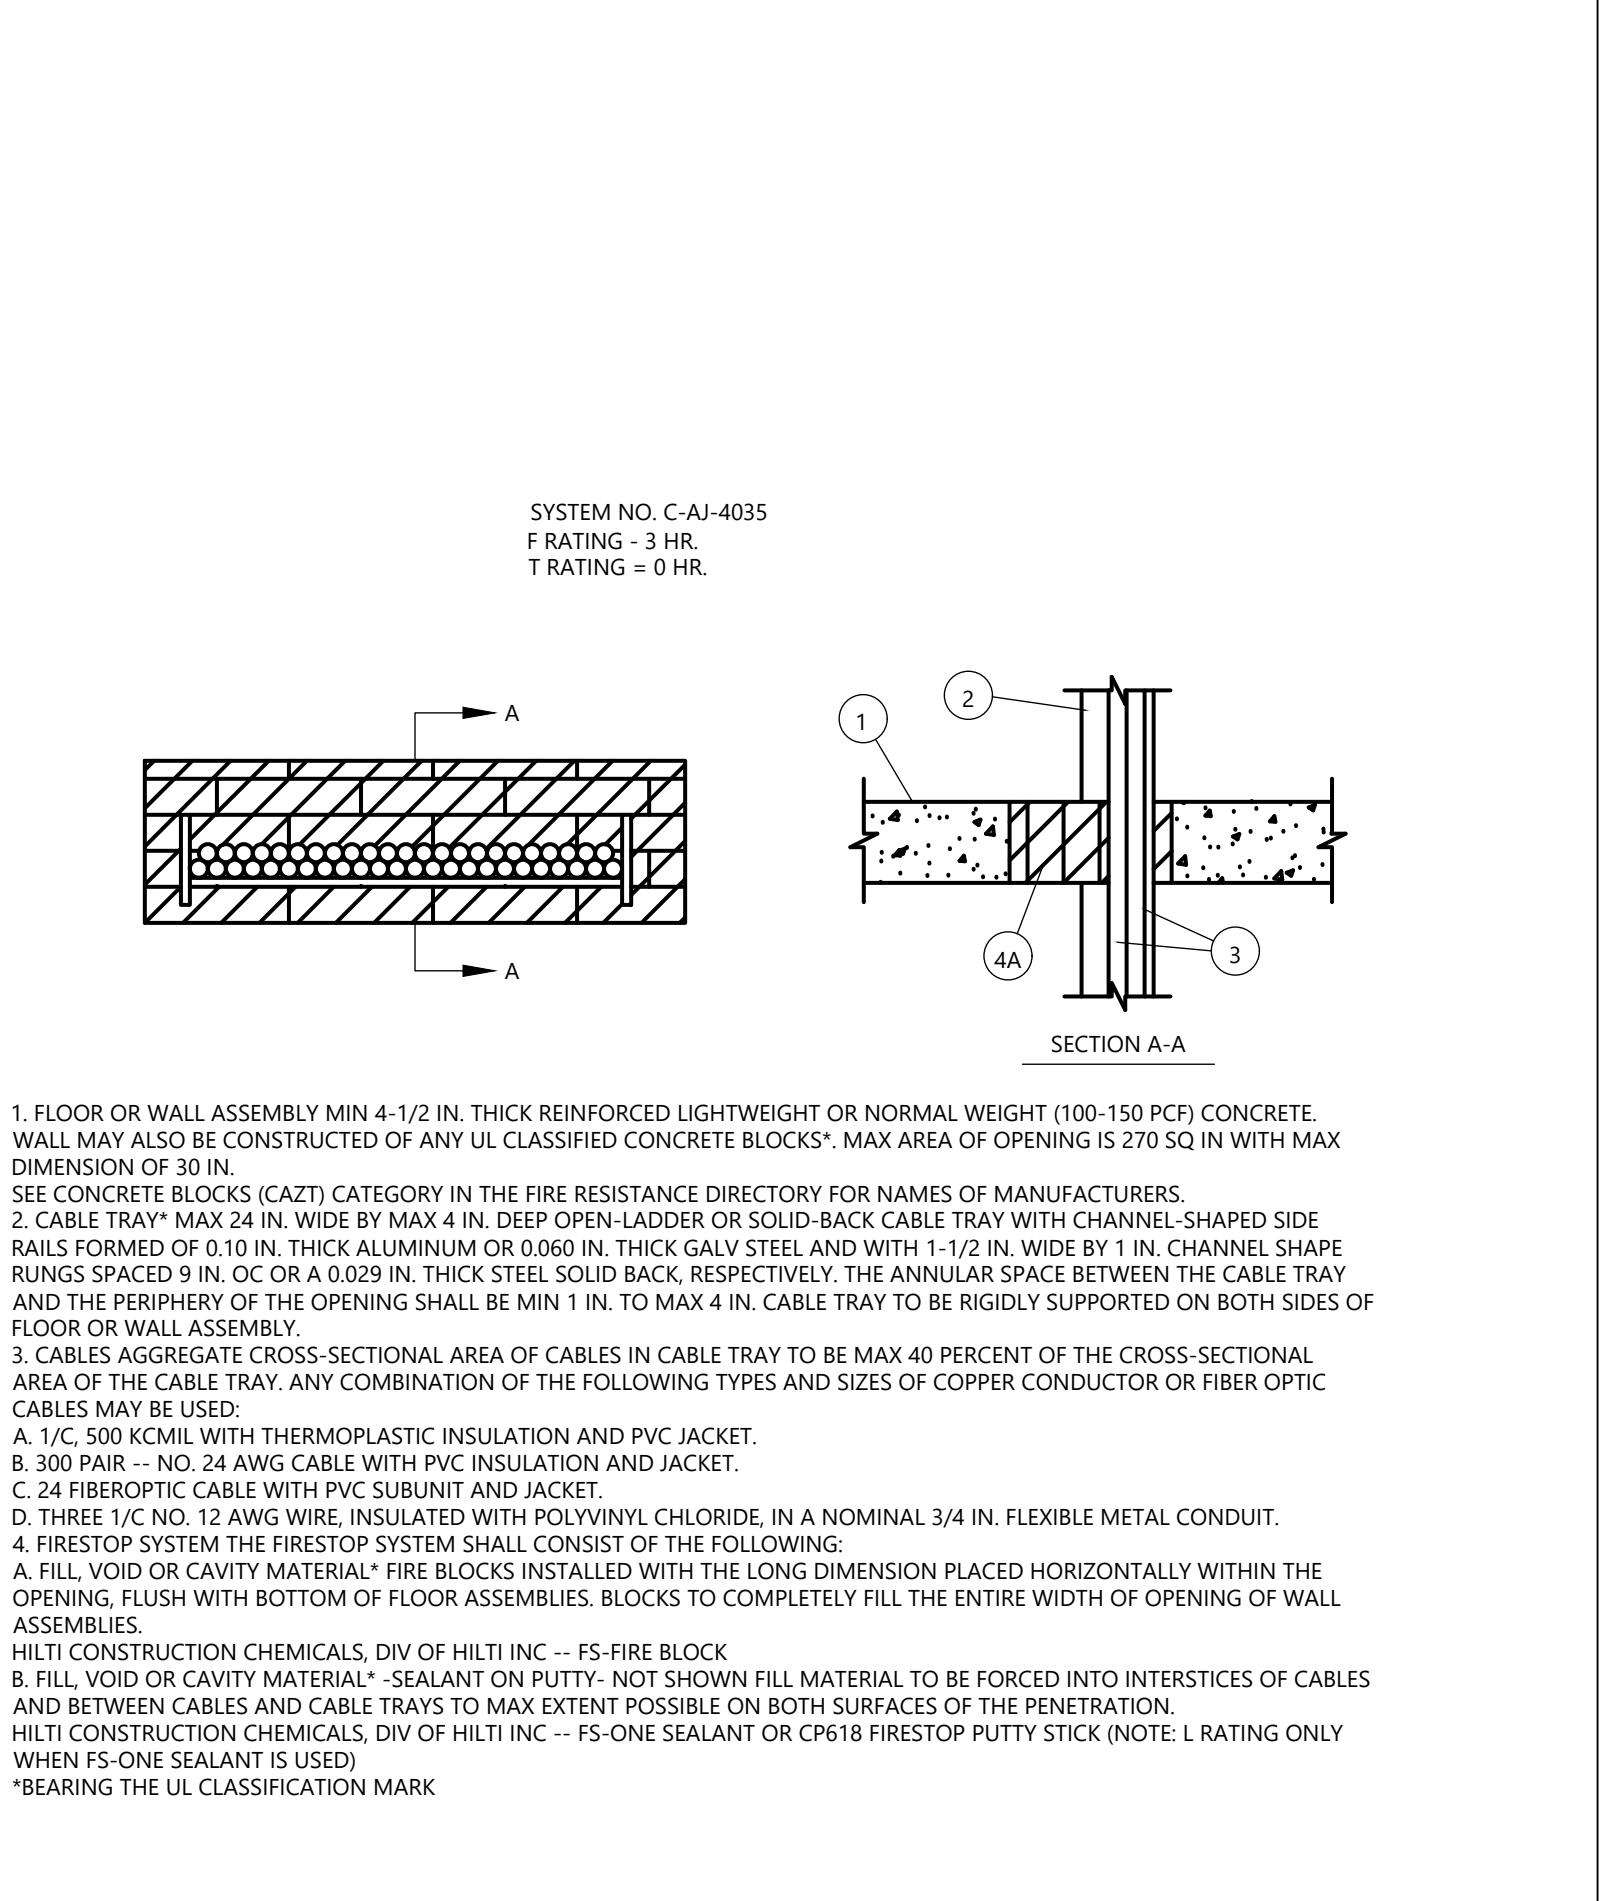 SYSTEM NO. C-AJ-4035
F RATING - 3 HR.
T RATING = 0 HR.
A
A
1
2
3
4A
SECTION A-A
1. FLOOR OR WALL ASSEMBLY MIN 4-1/2 IN. THICK REINFORCED LIGHTWEIGHT OR NORMAL WEIGHT (100-150 PCF) CONCRETE.
WALL MAY ALSO BE CONSTRUCTED OF ANY UL CLASSIFIED CONCRETE BLOCKS*. MAX AREA OF OPENING IS 270 SQ IN WITH MAX
DIMENSION OF 30 IN.
SEE CONCRETE BLOCKS (CAZT) CATEGORY IN THE FIRE RESISTANCE DIRECTORY FOR NAMES OF MANUFACTURERS.
2. CABLE TRAY* MAX 24 IN. WIDE BY MAX 4 IN. DEEP OPEN-LADDER OR SOLID-BACK CABLE TRAY WITH CHANNEL-SHAPED SIDE
RAILS FORMED OF 0.10 IN. THICK ALUMINUM OR 0.060 IN. THICK GALV STEEL AND WITH 1-1/2 IN. WIDE BY 1 IN. CHANNEL SHAPE
RUNGS SPACED 9 IN. OC OR A 0.029 IN. THICK STEEL SOLID BACK, RESPECTIVELY. THE ANNULAR SPACE BETWEEN THE CABLE TRAY
AND THE PERIPHERY OF THE OPENING SHALL BE MIN 1 IN. TO MAX 4 IN. CABLE TRAY TO BE RIGIDLY SUPPORTED ON BOTH SIDES OF
FLOOR OR WALL ASSEMBLY.
3. CABLES AGGREGATE CROSS-SECTIONAL AREA OF CABLES IN CABLE TRAY TO BE MAX 40 PERCENT OF THE CROSS-SECTIONAL
AREA OF THE CABLE TRAY. ANY COMBINATION OF THE FOLLOWING TYPES AND SIZES OF COPPER CONDUCTOR OR FIBER OPTIC
CABLES MAY BE USED:
A. 1/C, 500 KCMIL WITH THERMOPLASTIC INSULATION AND PVC JACKET.
B. 300 PAIR -- NO. 24 AWG CABLE WITH PVC INSULATION AND JACKET.
C. 24 FIBEROPTIC CABLE WITH PVC SUBUNIT AND JACKET.
D. THREE 1/C NO. 12 AWG WIRE, INSULATED WITH POLYVINYL CHLORIDE, IN A NOMINAL 3/4 IN. FLEXIBLE METAL CONDUIT.
4. FIRESTOP SYSTEM THE FIRESTOP SYSTEM SHALL CONSIST OF THE FOLLOWING:
A. FILL, VOID OR CAVITY MATERIAL* FIRE BLOCKS INSTALLED WITH THE LONG DIMENSION PLACED HORIZONTALLY WITHIN THE
OPENING, FLUSH WITH BOTTOM OF FLOOR ASSEMBLIES. BLOCKS TO COMPLETELY FILL THE ENTIRE WIDTH OF OPENING OF WALL
ASSEMBLIES.
HILTI CONSTRUCTION CHEMICALS, DIV OF HILTI INC -- FS-FIRE BLOCK
B. FILL, VOID OR CAVITY MATERIAL* -SEALANT ON PUTTY- NOT SHOWN FILL MATERIAL TO BE FORCED INTO INTERSTICES OF CABLES
AND BETWEEN CABLES AND CABLE TRAYS TO MAX EXTENT POSSIBLE ON BOTH SURFACES OF THE PENETRATION.
HILTI CONSTRUCTION CHEMICALS, DIV OF HILTI INC -- FS-ONE SEALANT OR CP618 FIRESTOP PUTTY STICK (NOTE: L RATING ONLY
WHEN FS-ONE SEALANT IS USED)
*BEARING THE UL CLASSIFICATION MARK